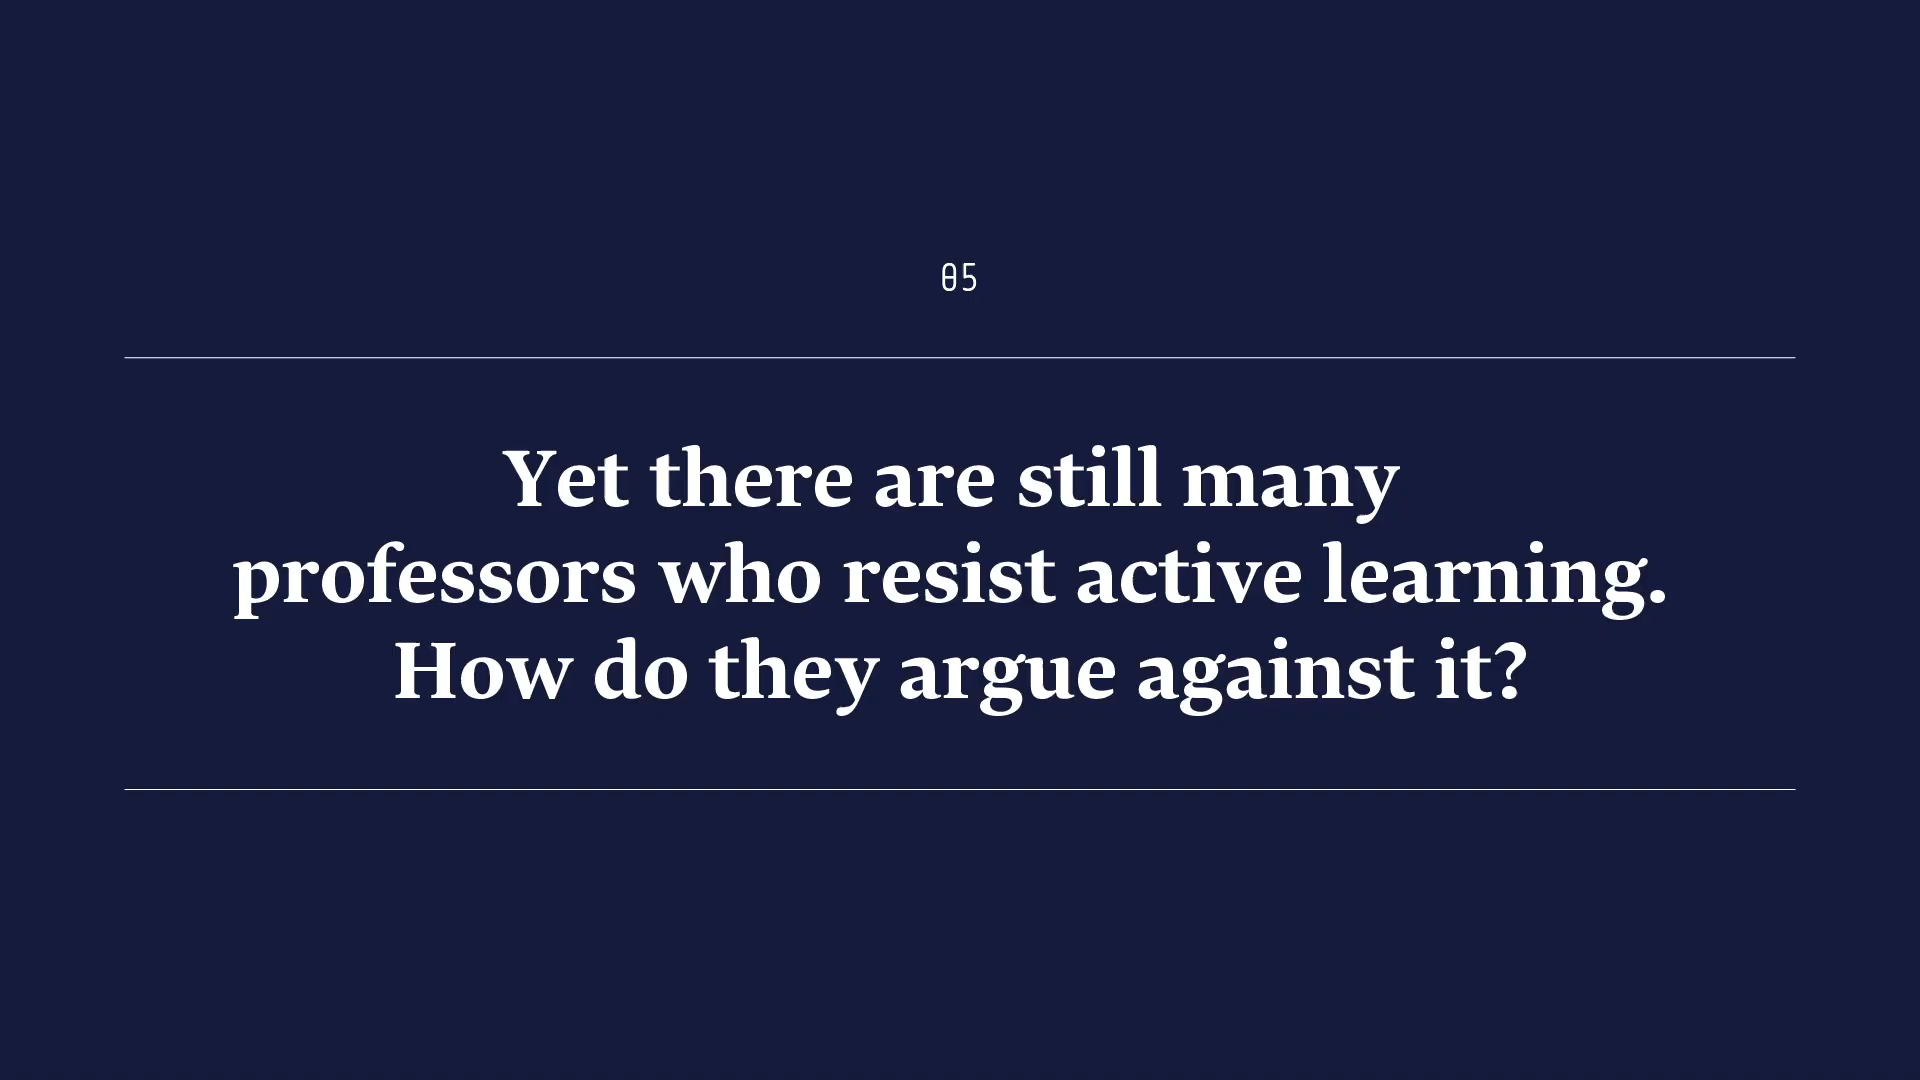 05
Yet there are still many
professors who resist active learning.
How do they argue against it?